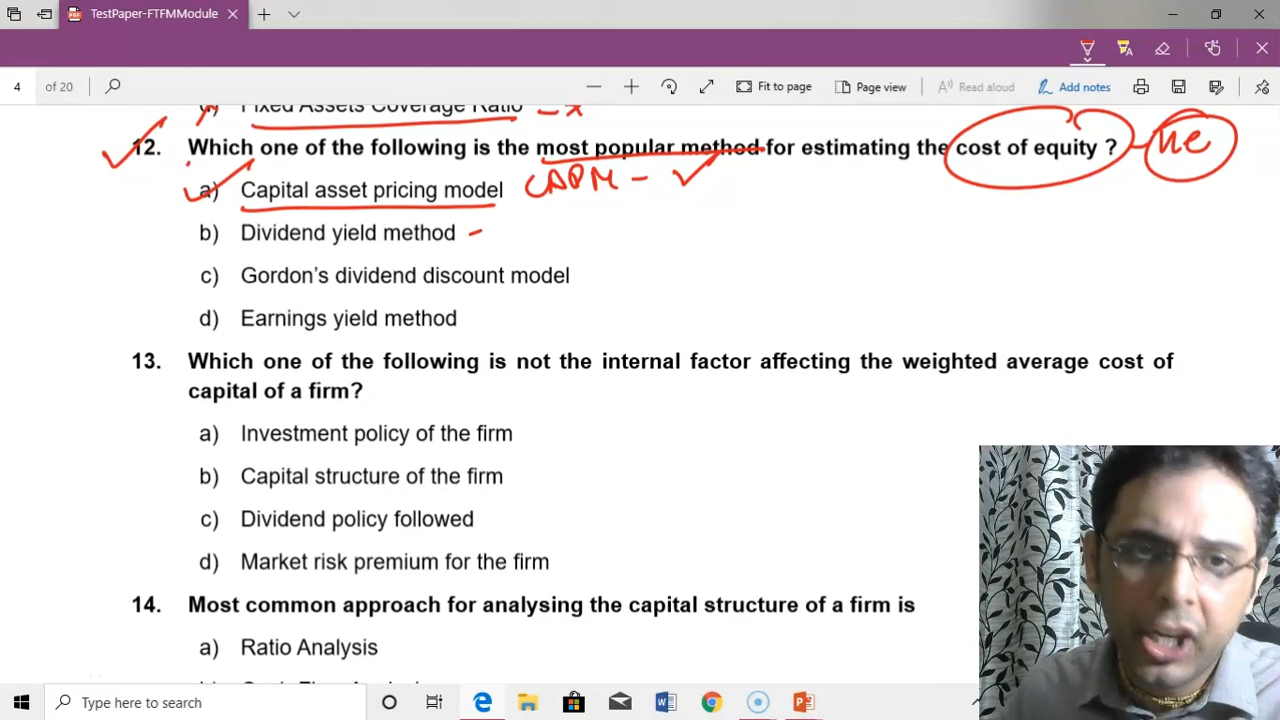 TestPaper-FTFMModule
4 of 20 Fit to page Page view Read aloud Add notes
Fixed Assets Coverage Ratio
12. Which one of the following is the most popular method for estimating the cost of equity ? Ke
a) Capital asset pricing model CAPM -
b) Dividend yield method
c) Gordon's dividend discount model
d) Earnings yield method
13. Which one of the following is not the internal factor affecting the weighted average cost of
capital of a firm?
a) Investment policy of the firm
b) Capital structure of the firm
c) Dividend policy followed
d) Market risk premium for the firm
14. Most common approach for analysing the capital structure of a firm is
a) Ratio Analysis
Type here to search